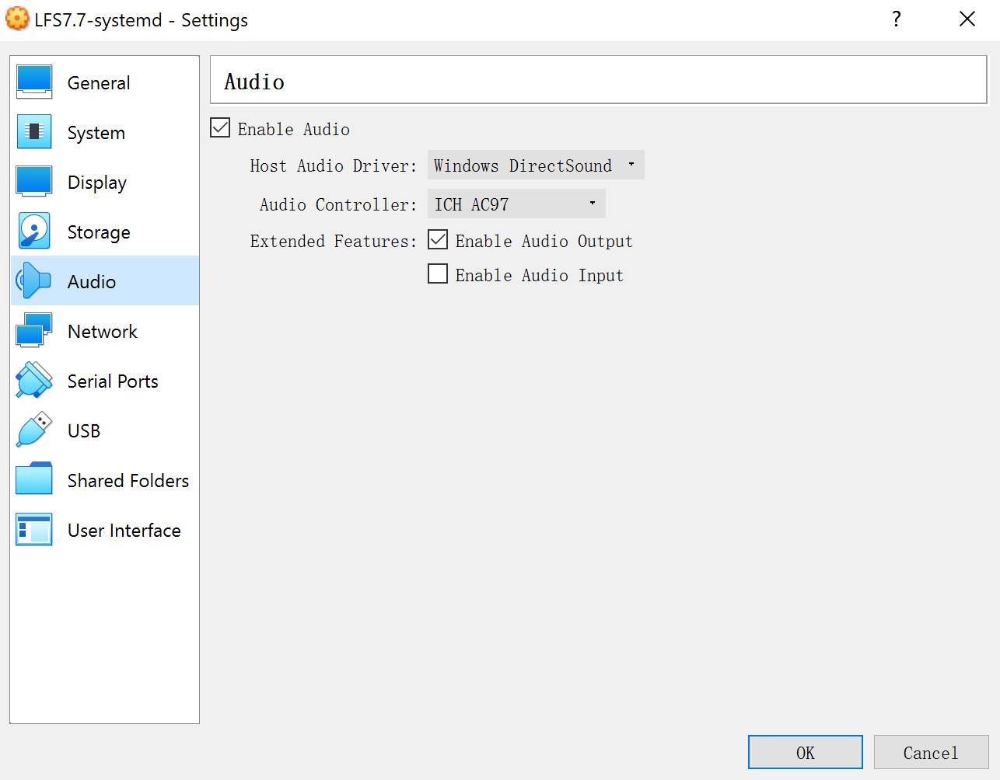 LFS7.7-systemd - Settings
?
General
System
Display
Storage
Audio
Network
Serial Ports
USB
Shared Folders
User Interface
Audio
Enable Audio
Host Audio Driver: Windows DirectSound
Audio Controller: ICH AC97
Extended Features: Enable Audio Output
Enable Audio Input
OK Cancel